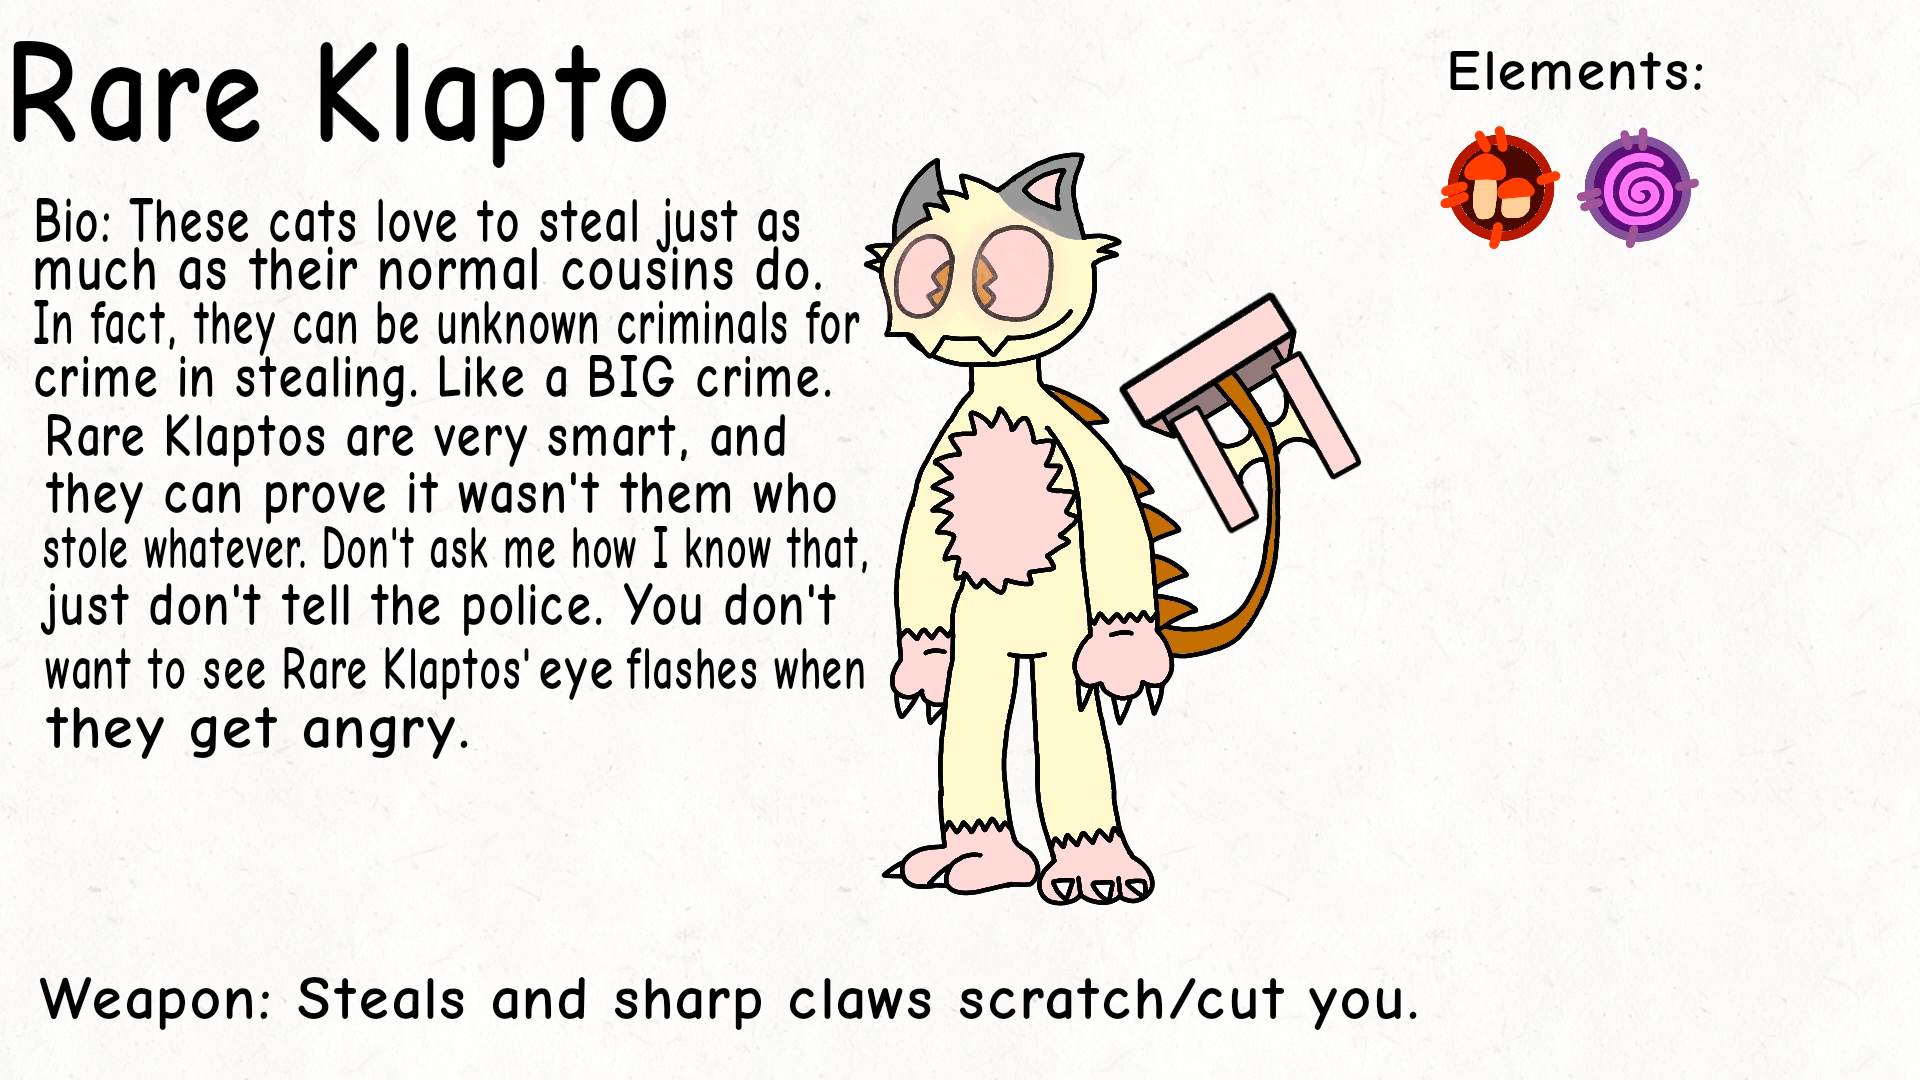 Rare Klapto
Elements:
Bio: These cats love to steal just as
much as their normal cousins do.
In fact, they can be unknown criminals for
crime in stealing. Like a BIG crime.
Rare Klaptos are very smart, and
they can prove it wasn't them who
stole whatever. Don't ask me how I know that,
just don't tell the police. You don't
want to see Rare Klaptos' eye flashes when
they get angry.
Weapon: Steals and sharp claws scratch/cut you.